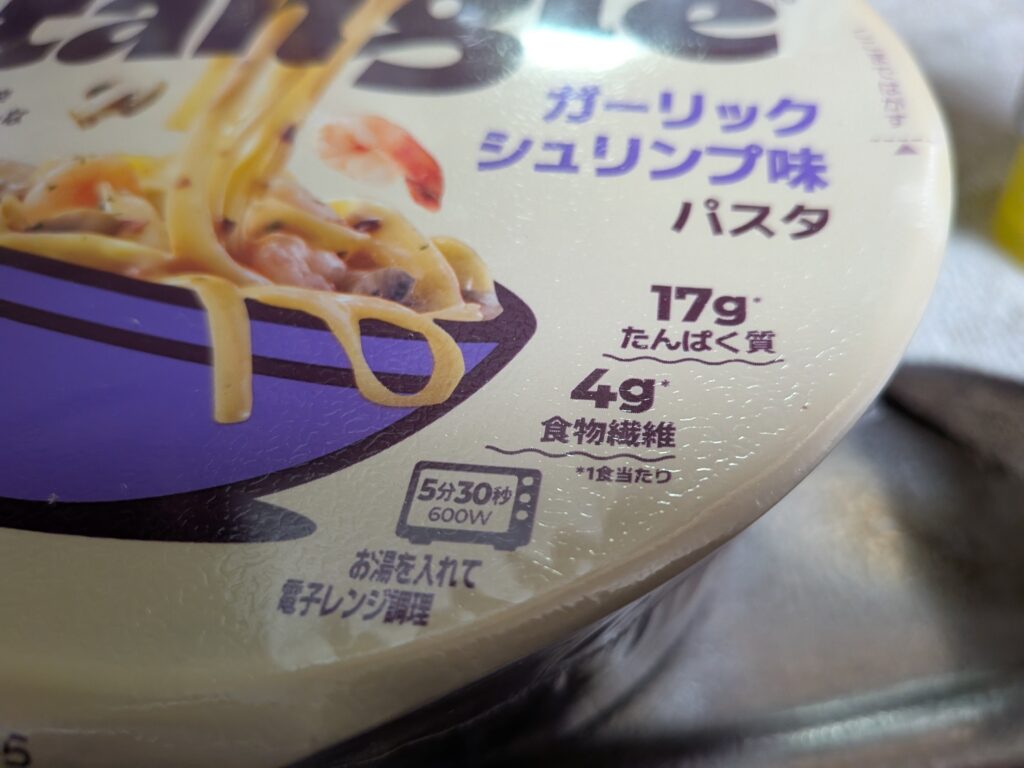 ガーリック
シュリンプ味
パスタ
17g*
たんぱく質
4g*
食物繊維
*1食当たり
5分30秒
600W
お湯を入れて
電子レンジ調理